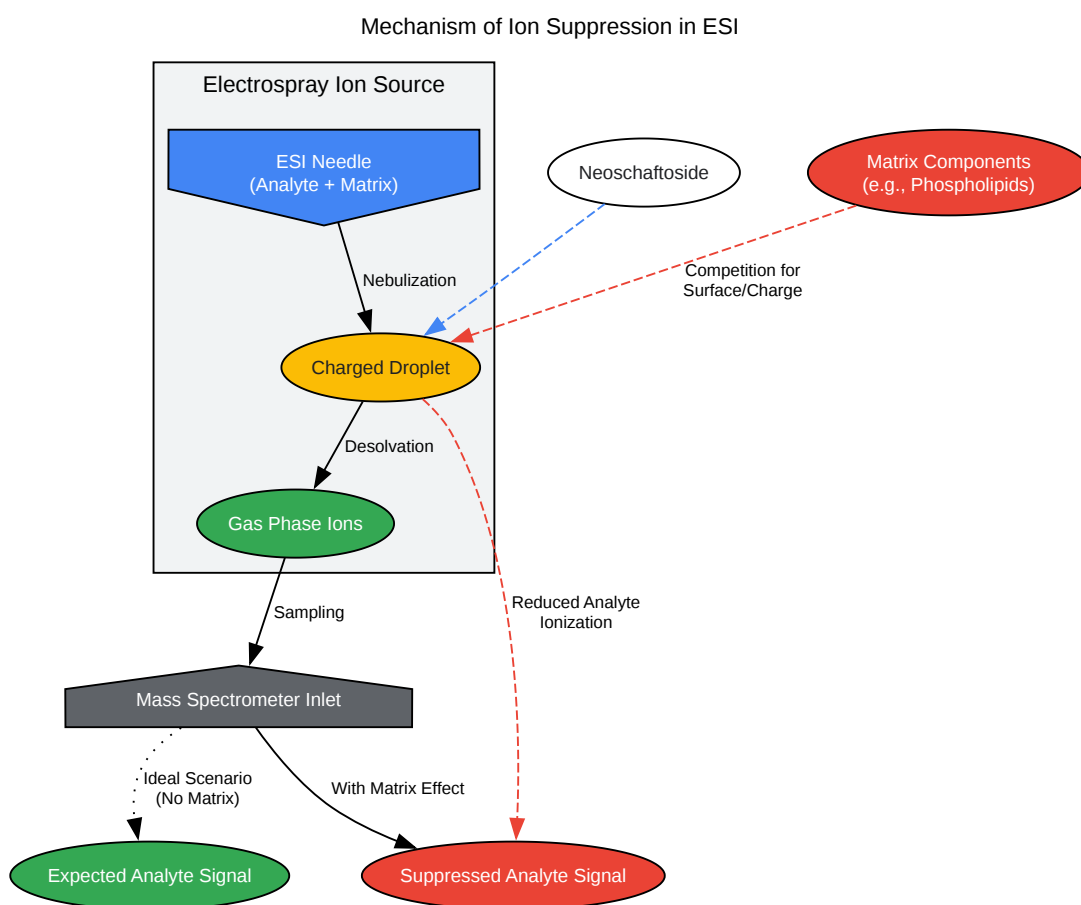 Mechanism of Ion Suppression in ESI
Electrospray Ion Source
ESI Needle
(Analyte + Matrix)
Neoschaftoside
Matrix Components
(e.g., Phospholipids)
Nebulization
Competition for
Surface/Charge
Charged Droplet
Desolvation
Gas Phase Ions
Sampling
Reduced Analyte
Ionization
Mass Spectrometer Inlet
Ideal Scenario
(No Matrix)
With Matrix Effect
Expected Analyte Signal
Suppressed Analyte Signal